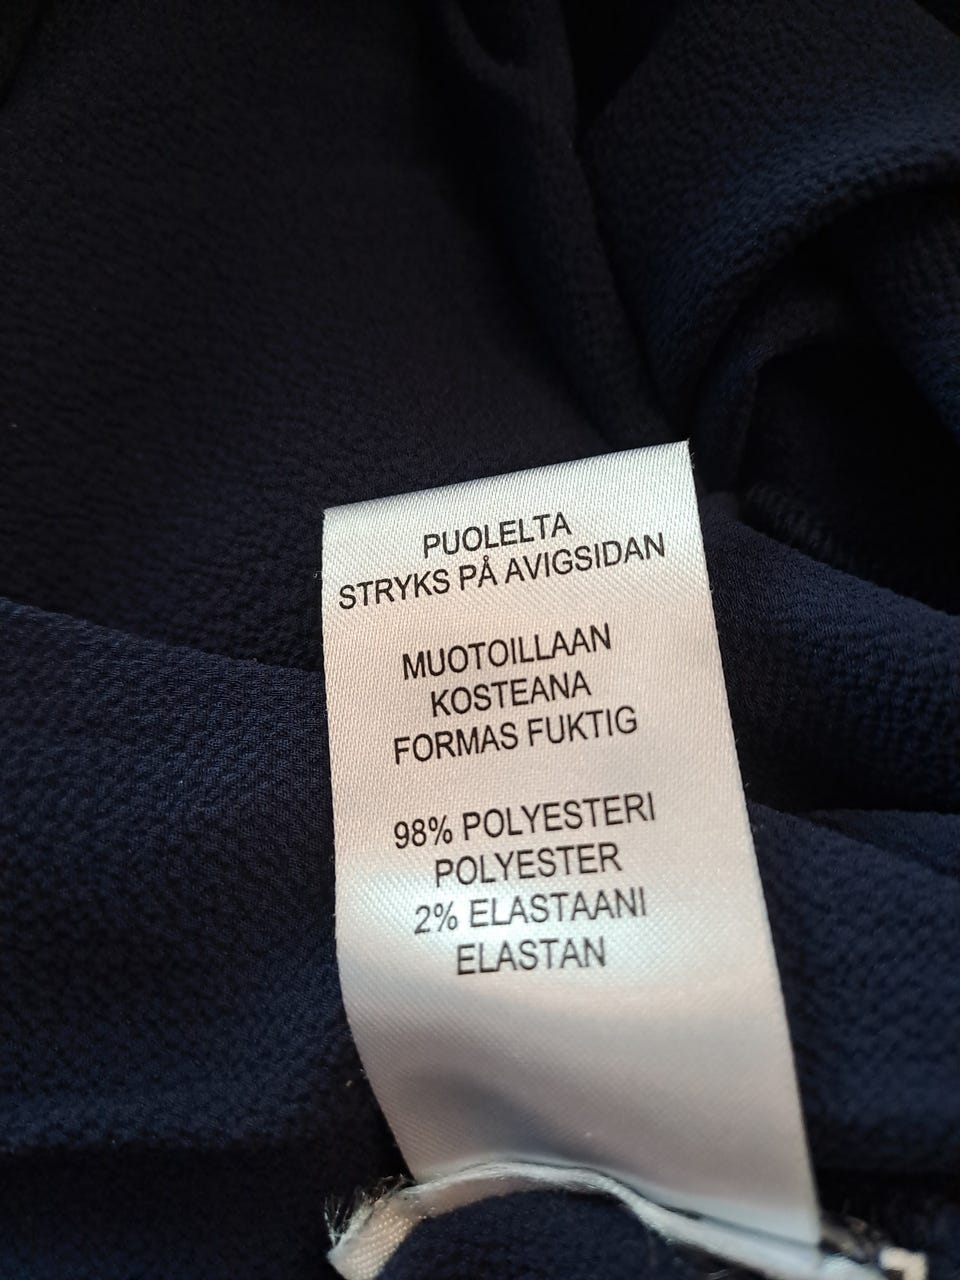 PUOLELTA
STRYKS PÅ AVIGSIDAN
MUOTOILLAAN
KOSTEANA
FORMAS FUKTIG
98% POLYESTERI
POLYESTER
2% ELASTAANI
ELASTAN